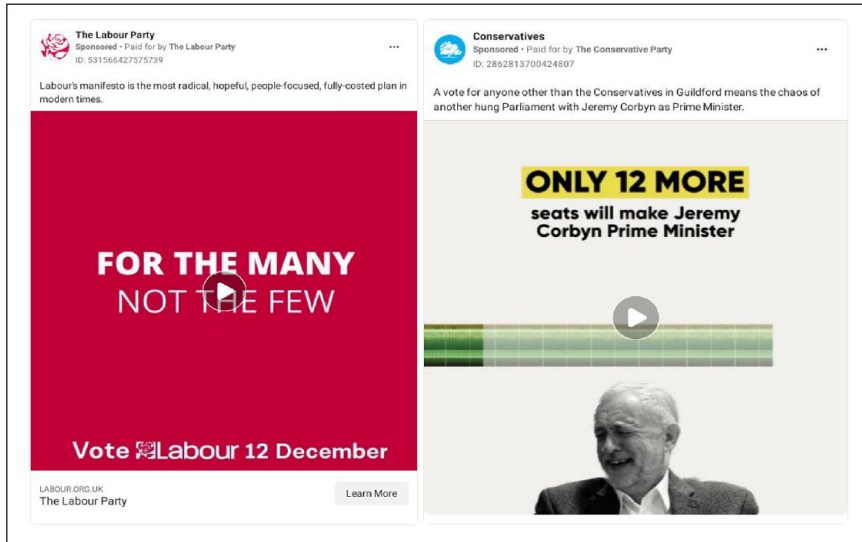 The Labour Party
Sponsored • Paid for by The Labour Party
ID: 531566427575739
Labour's manifesto is the most radical, hopeful, people-focused, fully-costed plan in
modern times.
FOR THE MANY
NOT THE FEW
Vote Labour 12 December
LABOUR.ORG.UK
The Labour Party
Learn More
Conservatives
Sponsored • Paid for by The Conservative Party
ID: 2862813700424807
A vote for anyone other than the Conservatives in Guildford means the chaos of
another hung Parliament with Jeremy Corbyn as Prime Minister.
ONLY 12 MORE
seats will make Jeremy
Corbyn Prime Minister